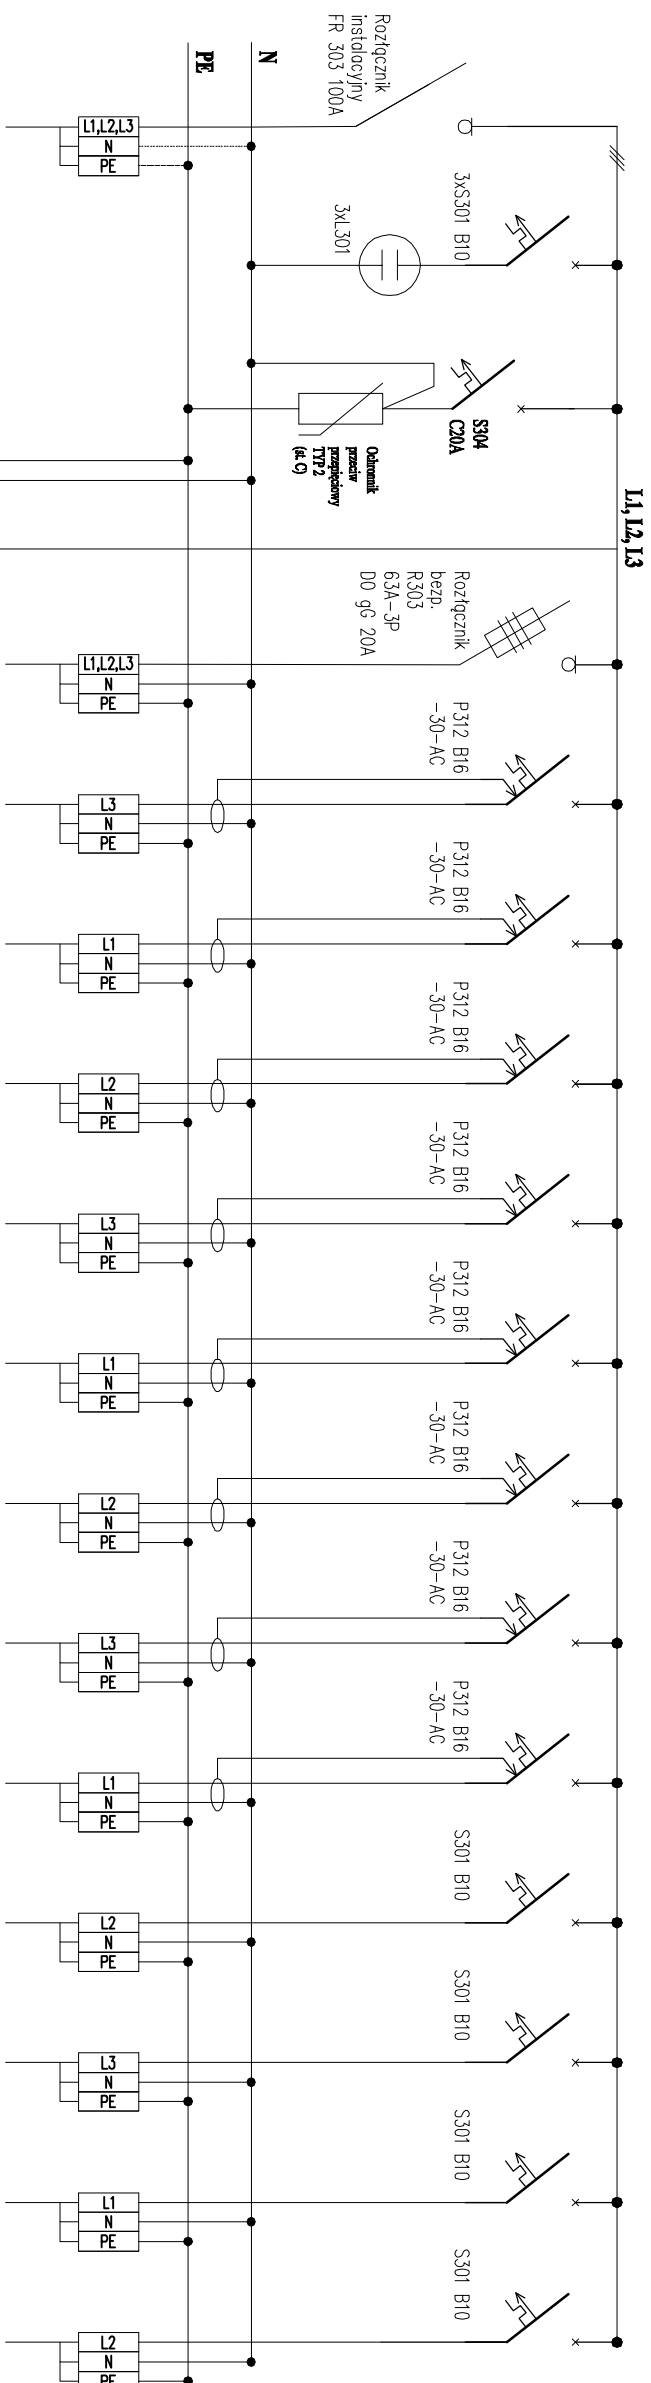 L1, L2, L3
N
PE
Rozłącznik
instalacyjny
FR 303 100A
L1,L2,L3
N
PE
3xS301 B10
3xL301
S304
C20A
Ochronnik
przeciw
przepięciowy
TYP 2
(st. C)
Rozłącznik
bezp.
R303
63A-3P
D0 gG 20A
L1,L2,L3
N
PE
P312 B16
-30-AC
L3
N
PE
P312 B16
-30-AC
L1
N
PE
P312 B16
-30-AC
L2
N
PE
P312 B16
-30-AC
L3
N
PE
P312 B16
-30-AC
L1
N
PE
P312 B16
-30-AC
L2
N
PE
P312 B16
-30-AC
L3
N
PE
P312 B16
-30-AC
L1
N
PE
S301 B10
L2
N
PE
S301 B10
L3
N
PE
S301 B10
L1
N
PE
S301 B10
L2
N
PE